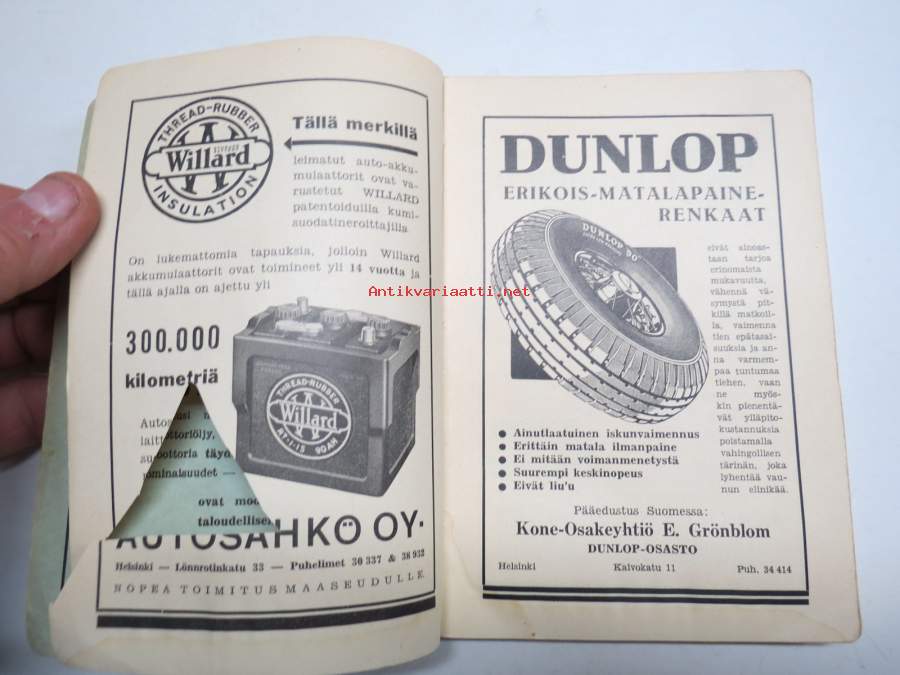 THREAD-RUBBER
Willard
INSULATION
Tällä merkillä
leimatut auto-akku-
mulaattorit ovat va-
rustetut WILLARD
patentoiduilla kumi-
suodatineroittajilla
On lukemattomia tapauksia, jolloin Willard
akkumulaattorit ovat toimineet yli 14 vuotta ja
tällä ajalla on ajettu yli
300.000
kilometriä
THREAD-RUBBER
Willard
90 AH
ovat
AUTOSÄHKÖ OY.
Helsinki — Lönnrotinkatu 33 — Puhelimet 30 337 & 38 932
NOPEA TOIMITUS MAASEUDULLE.
DUNLOP
ERIKOIS-MATALAPAINE-
RENKAAT
DUNLOP 90
eivät ainoas-
taan tarjoa
erinomaista
mukavuutta,
vähennä vä-
symystä pit-
killä matkoil-
la, vaimenna
tien epätasai-
suuksia ja an-
na varmem-
paa tuntumaa
tiehen, vaan
ne myös-
kin pienentä-
vät ylläpito-
kustannuksia
poistamalla
vahingollisen
tärinän, joka
lyhentää vau-
nun elinikää.
● Ainutlaatuinen iskunvaimennus
● Erittäin matala ilmanpaine
● Ei mitään voimanmenetystä
● Suurempi keskinopeus
● Eivät liu'u
Pääedustus Suomessa:
Kone-Osakeyhtiö E. Grönblom
DUNLOP-OSASTO
Helsinki Kaivokatu 11 Puh. 34 414
Antikvariaatti.net